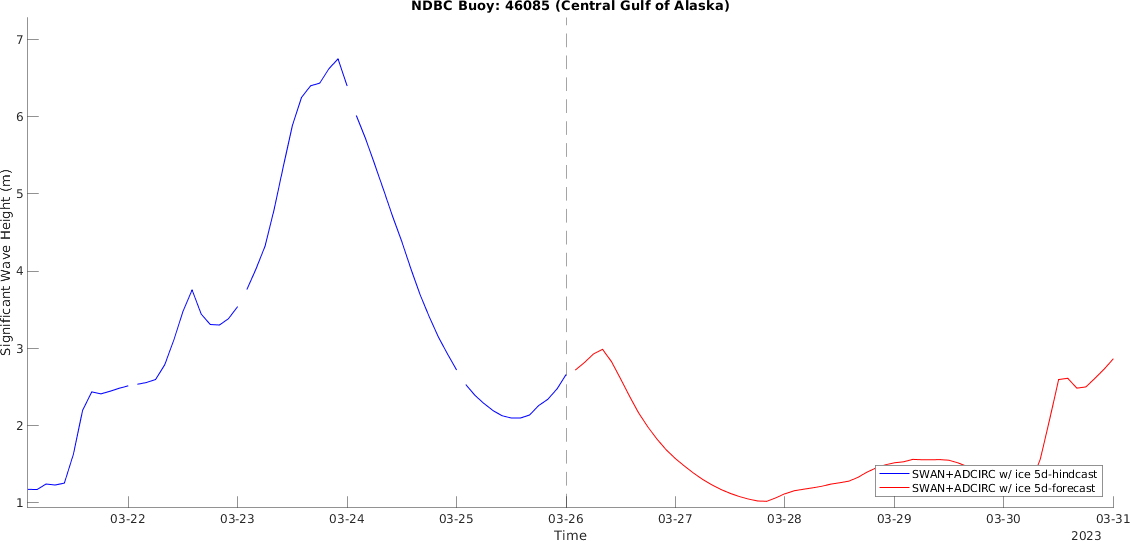 NDBC Buoy: 46085 (Central Gulf of Alaska)
7
6
5
4
3
2
1
Significant Wave Height (m)
SWAN+ADCIRC w/ ice 5d-hindcast
SWAN+ADCIRC w/ ice 5d-forecast
03-22 03-23 03-24 03-25 03-26 03-27 03-28 03-29 03-30 03-31
Time
2023